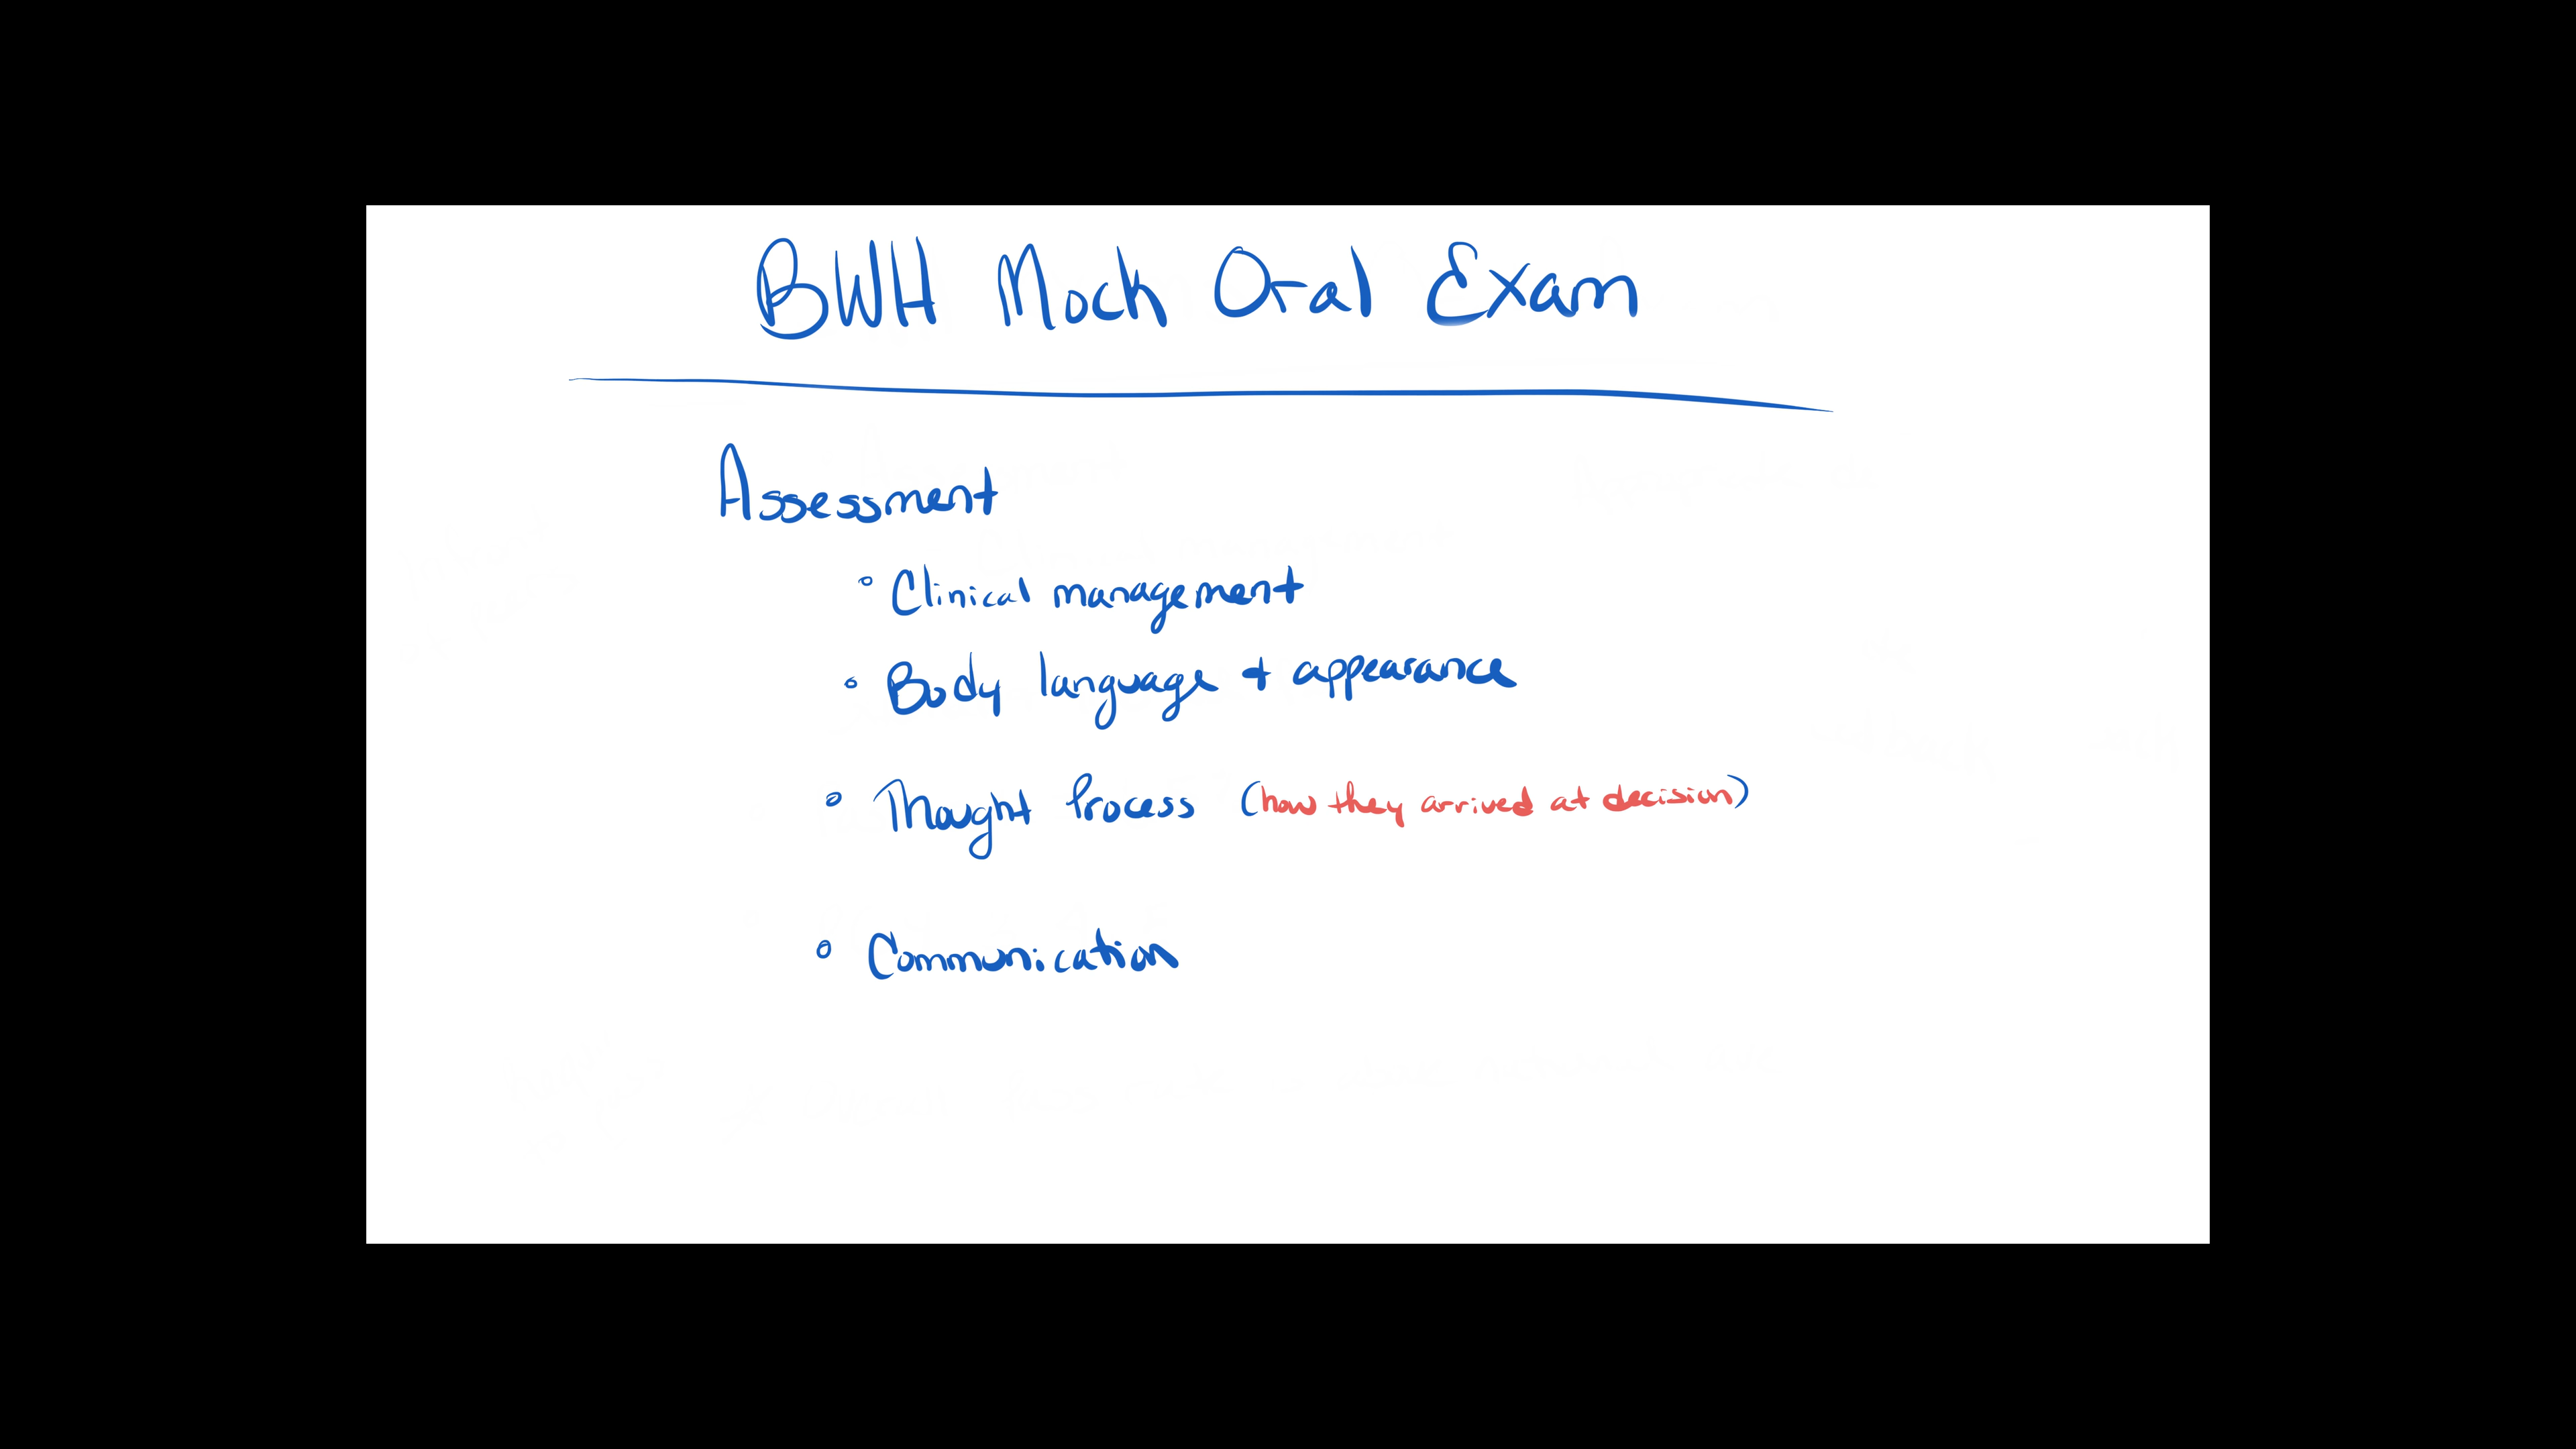 BWH Mock Oral Exam
Assessment
° Clinical management
° Body language + appearance
° Thought Process (how they arrived at decision)
° Communication